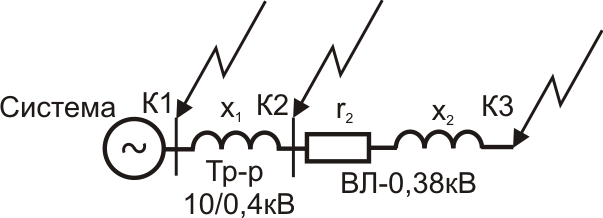 Система
К1
x₁
К2
r₂
x₂
К3
Тр-р
10/0,4кВ
ВЛ-0,38кВ
~